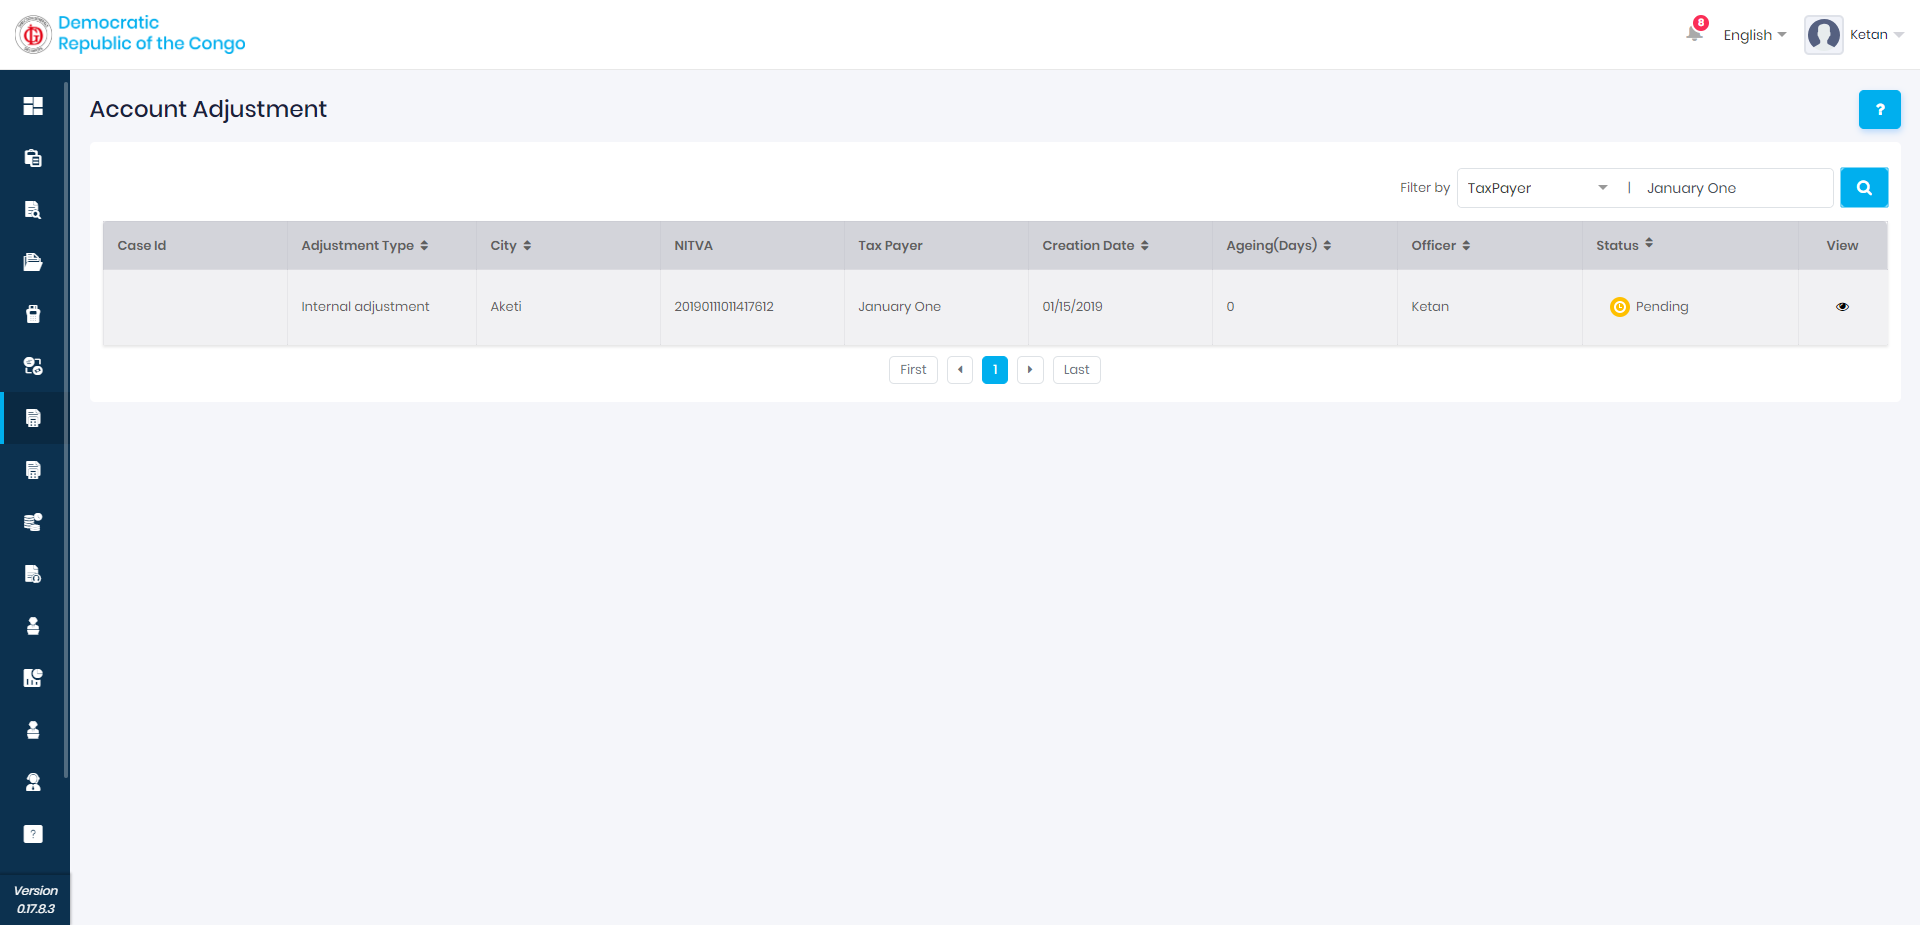 Democratic
Republic of the Congo
8
English
Ketan
Account Adjustment
?
Filter by TaxPayer | January One
Case Id Adjustment Type City NITVA Tax Payer Creation Date Ageing(Days) Officer Status View
Internal adjustment Aketi 20190111011417612 January One 01/15/2019 0 Ketan Pending
First 1 Last
?
Version
0.17.8.3